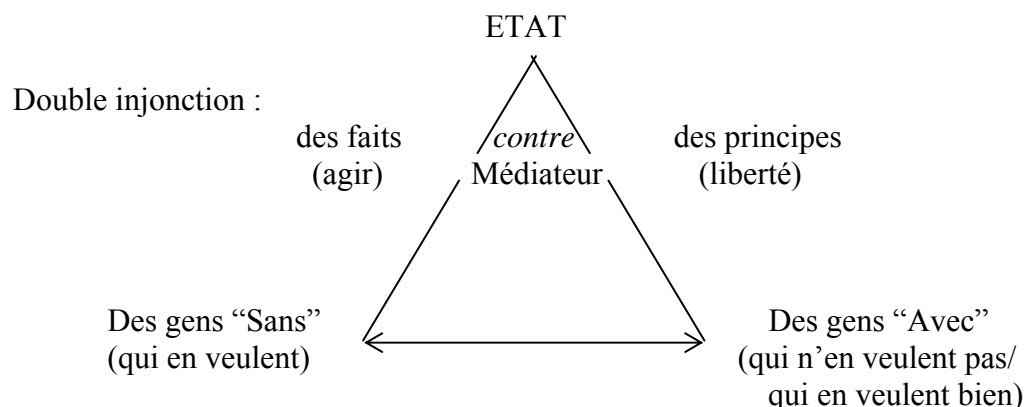 ETAT
Double injonction :
des faits contre des principes
(agir) Médiateur (liberté)
Des gens “Sans” Des gens “Avec”
(qui en veulent) (qui n’en veulent pas/
qui en veulent bien)